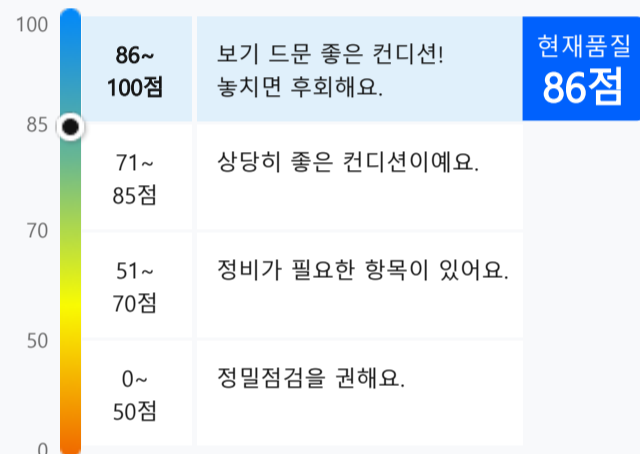 100
86~
100점
보기 드문 좋은 컨디션!
놓치면 후회해요.
현재품질
86점
85
71~
85점
상당히 좋은 컨디션이예요.
70
51~
70점
정비가 필요한 항목이 있어요.
50
0~
50점
정밀점검을 권해요.
0